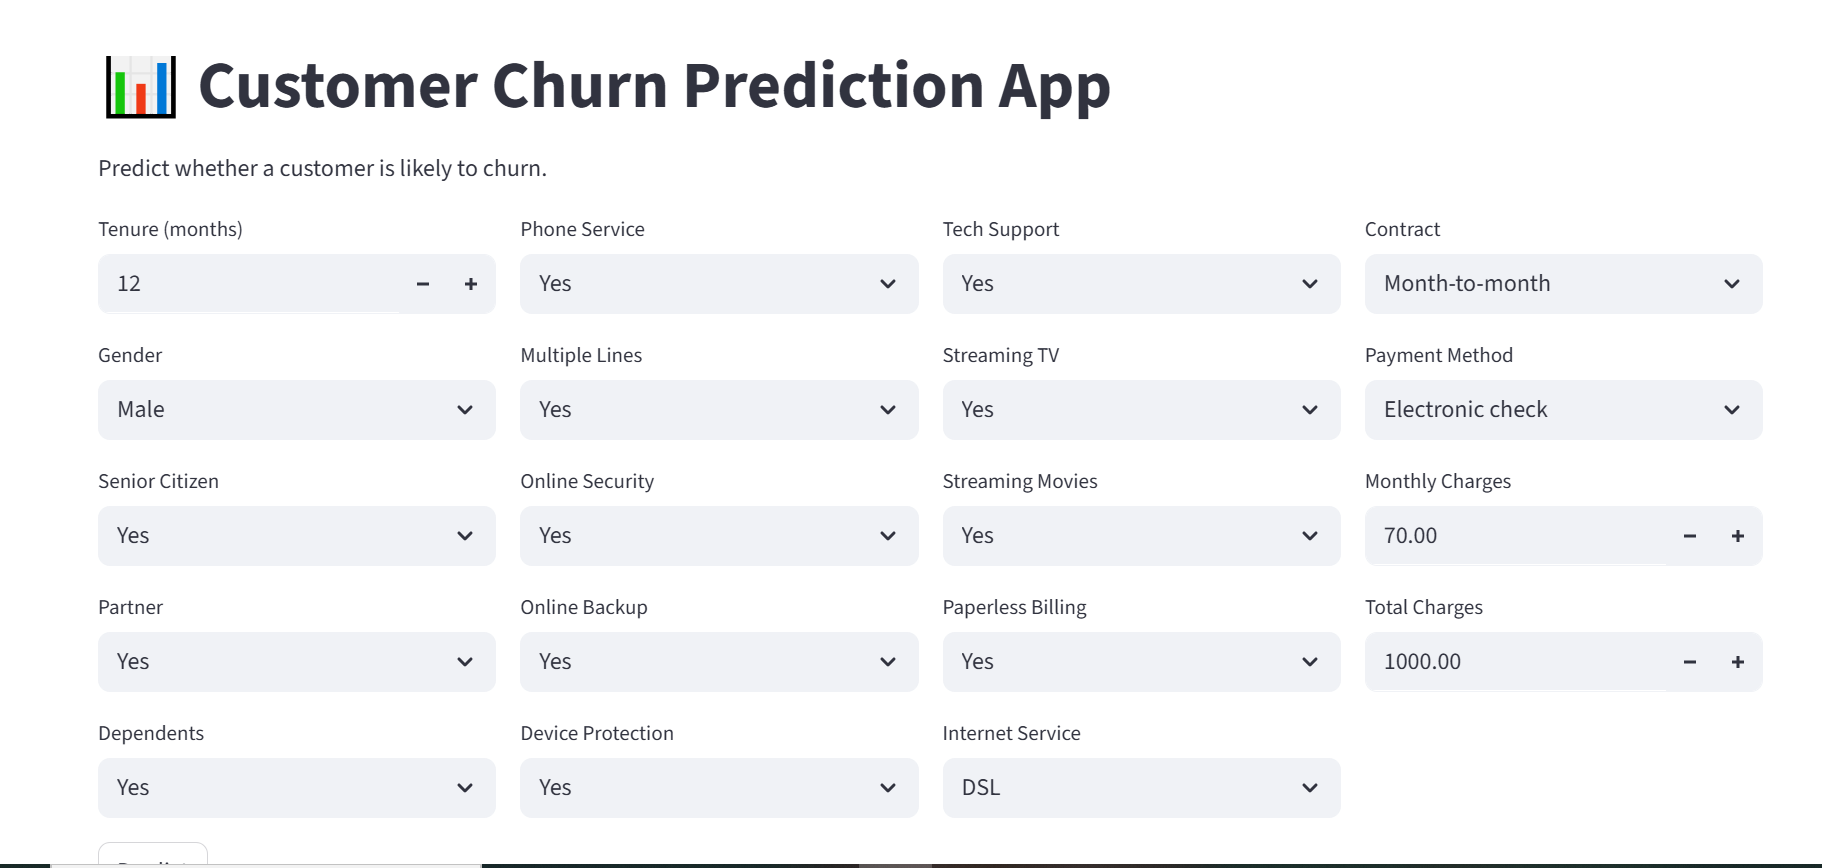 Customer Churn Prediction App
Predict whether a customer is likely to churn.
Tenure (months)
12
Gender
Male
Senior Citizen
Yes
Partner
Yes
Dependents
Yes
Phone Service
Yes
Multiple Lines
Yes
Online Security
Yes
Online Backup
Yes
Device Protection
Yes
Tech Support
Yes
Streaming TV
Yes
Streaming Movies
Yes
Paperless Billing
Yes
Internet Service
DSL
Contract
Month-to-month
Payment Method
Electronic check
Monthly Charges
70.00
Total Charges
1000.00